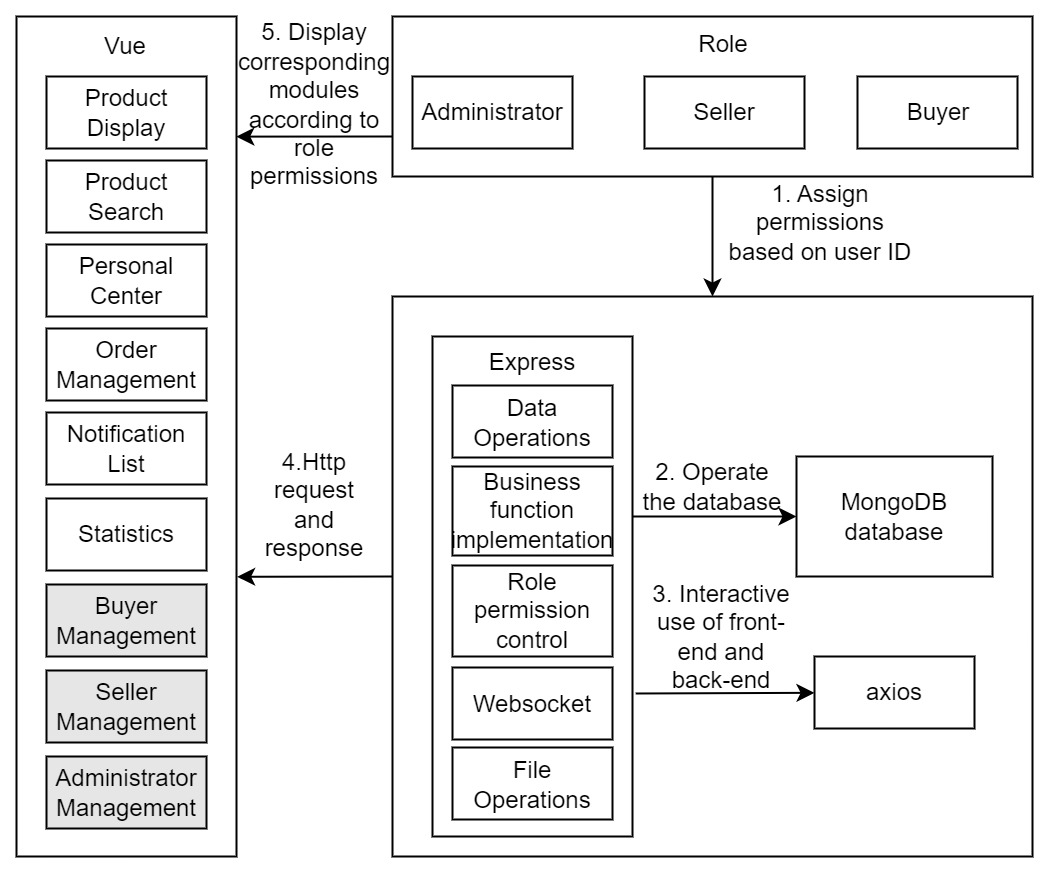 Vue
Product
Display
Product
Search
Personal
Center
Order
Management
Notification
List
Statistics
Buyer
Management
Seller
Management
Administrator
Management
5. Display
corresponding
modules
according to
role
permissions
Role
Administrator
Seller
Buyer
1. Assign
permissions
based on user ID
4.Http
request
and
response
Express
Data
Operations
Business
function
implementation
Role
permission
control
Websocket
File
Operations
2. Operate
the database
MongoDB
database
3. Interactive
use of front-
end and
back-end
axios